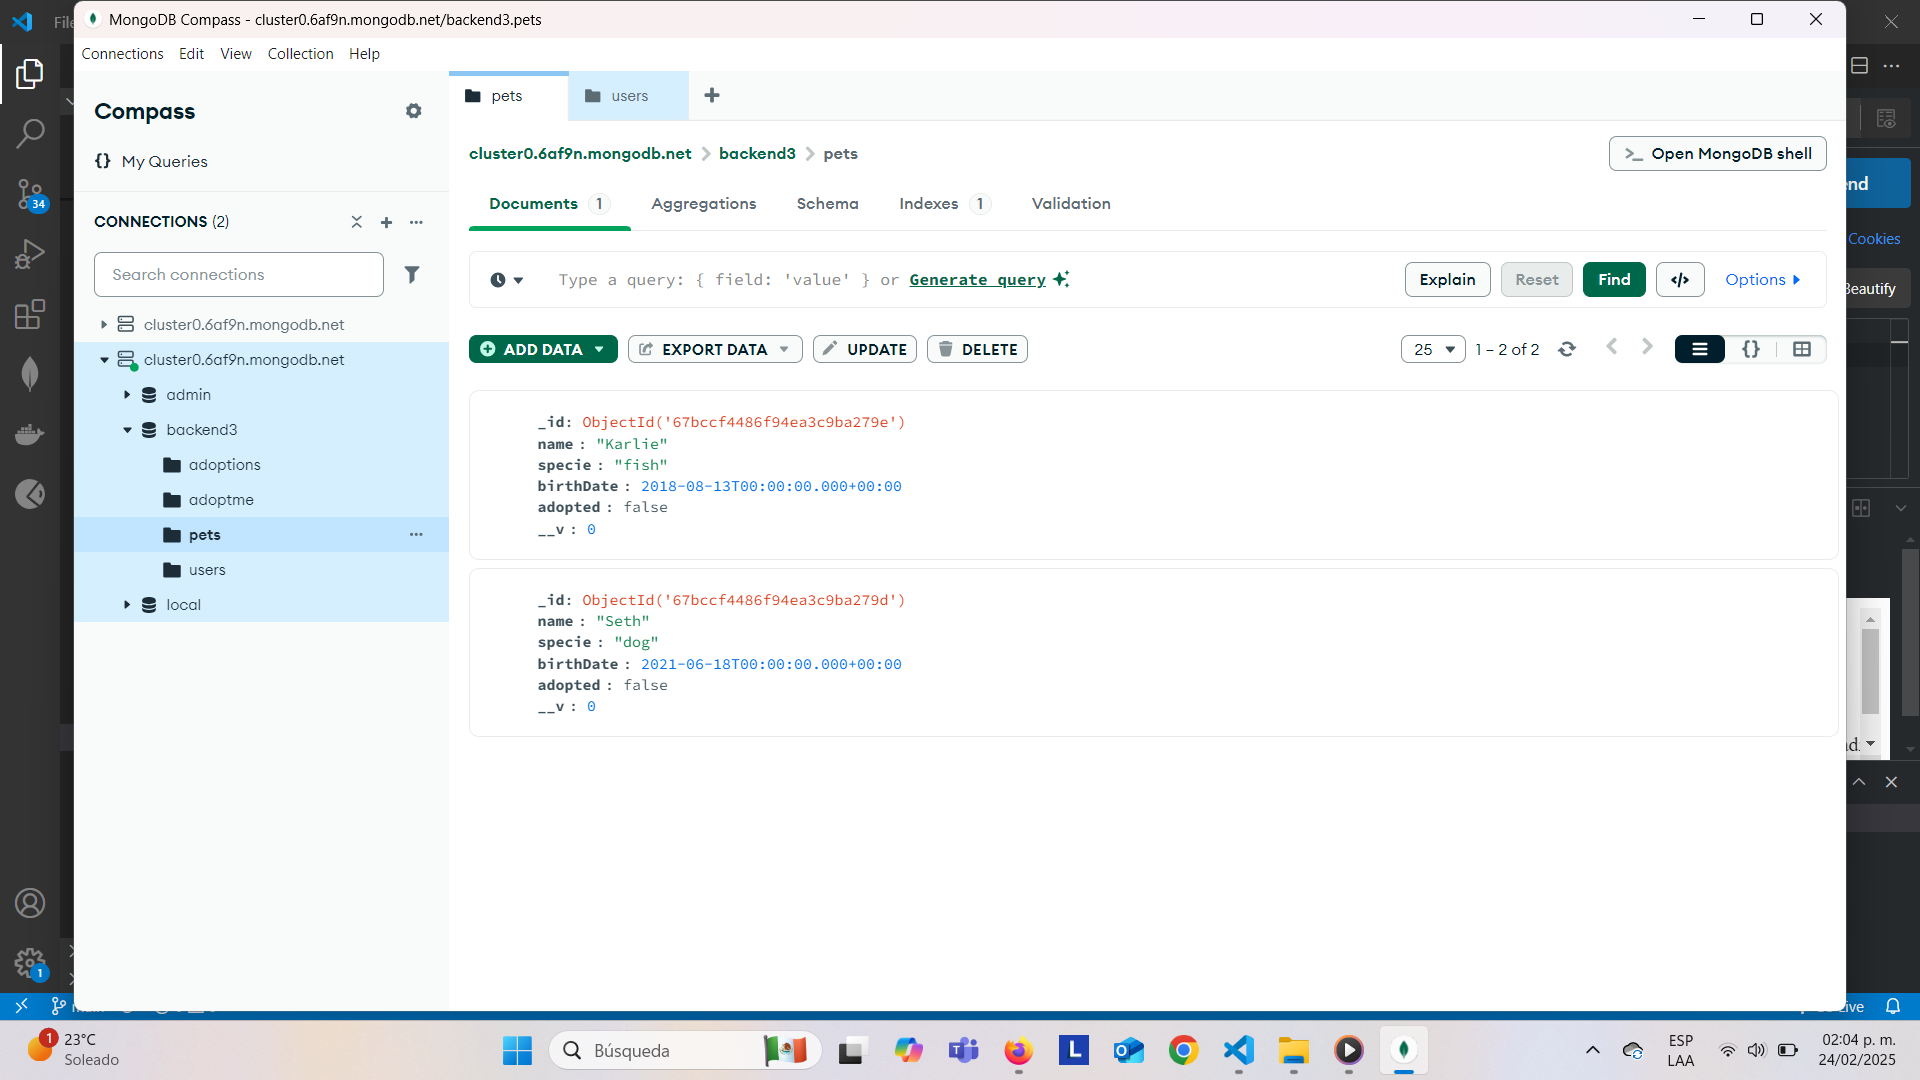 File
MongoDB Compass - cluster0.6af9n.mongodb.net/backend3.pets
Connections Edit View Collection Help
Compass
{} My Queries
CONNECTIONS (2)
Search connections
cluster0.6af9n.mongodb.net
cluster0.6af9n.mongodb.net
admin
backend3
adoptions
adoptme
pets
users
local
pets
users
cluster0.6af9n.mongodb.net > backend3 > pets
>_ Open MongoDB shell
Documents 1 Aggregations Schema Indexes 1 Validation
Type a query: { field: 'value' } or Generate query
Explain Reset Find </> Options
ADD DATA EXPORT DATA UPDATE DELETE
25 1 – 2 of 2 {}
_id: ObjectId('67bccf4486f94ea3c9ba279e')
name : "Karlie"
specie : "fish"
birthDate : 2018-08-13T00:00:00.000+00:00
adopted : false
__v : 0
_id: ObjectId('67bccf4486f94ea3c9ba279d')
name : "Seth"
specie : "dog"
birthDate : 2021-06-18T00:00:00.000+00:00
adopted : false
__v : 0
34
1
nd
Cookies
Beautify
1
23°C
Soleado
Búsqueda
ESP
LAA
02:04 p. m.
24/02/2025